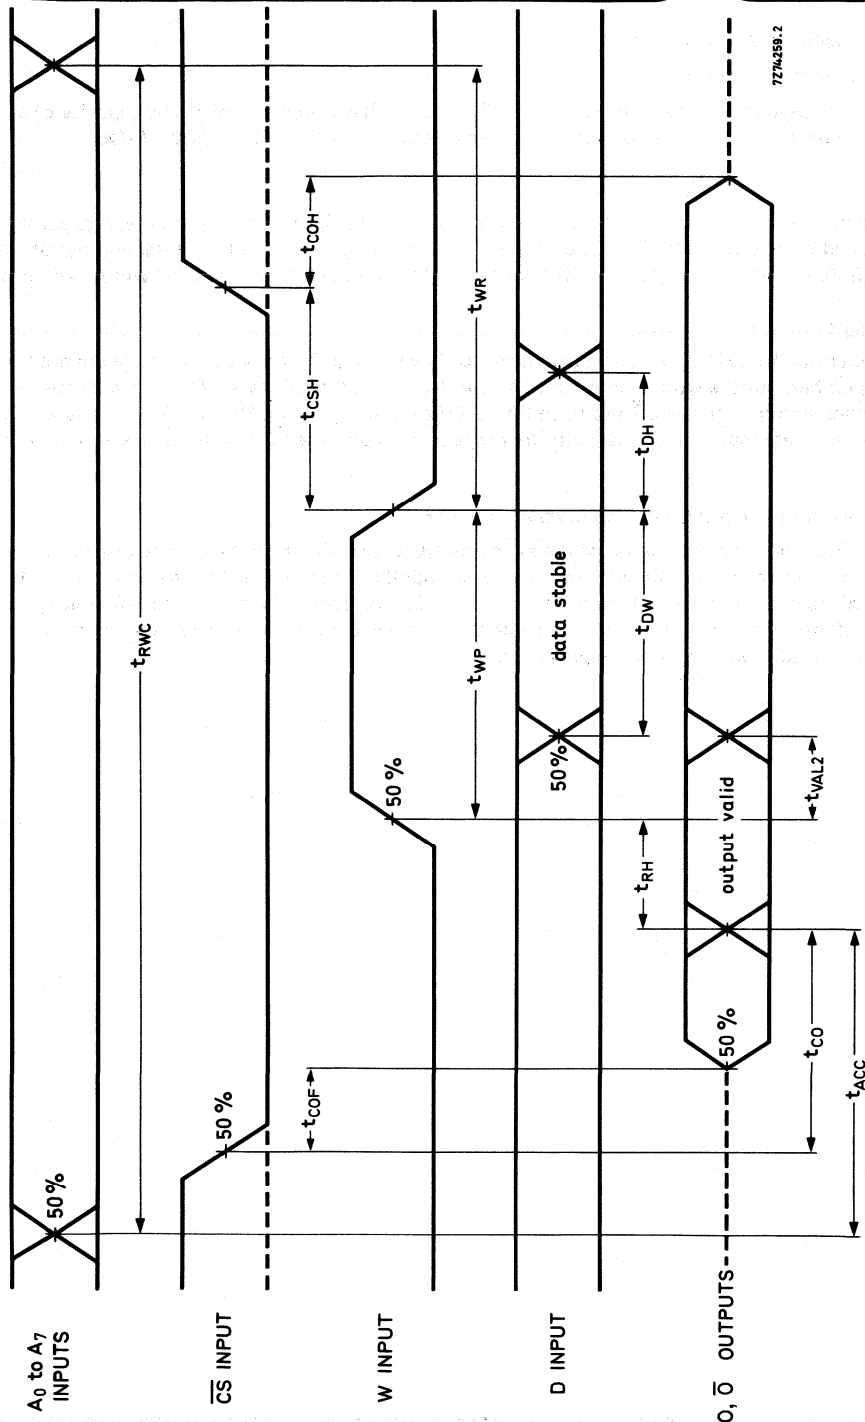 A0 to A7
INPUTS
50%
tRWC
C̅S̅ INPUT
50%
tCOF
tCSH
tCOH
W INPUT
50%
tWP
tWR
D INPUT
50%
data stable
tRH
tDW
tDH
O, O̅ OUTPUTS
50%
output valid
tCO
tVAL2
tACC
7Z74259.2